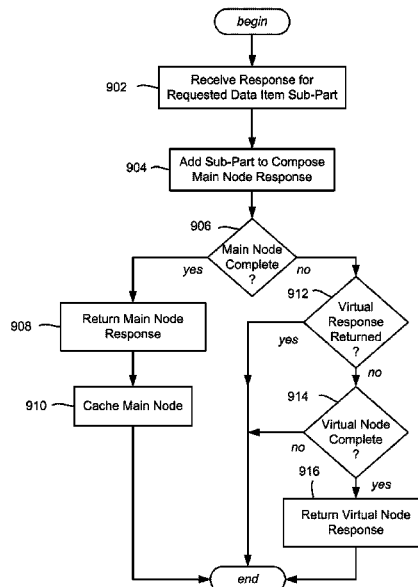 begin
902
Receive Response for
Requested Data Item Sub-Part
904
Add Sub-Part to Compose
Main Node Response
906
Main Node
Complete
?
yes
no
908
Return Main Node
Response
910
Cache Main Node
912
Virtual
Response
Returned
?
yes
no
914
Virtual Node
Complete
?
no
yes
916
Return Virtual Node
Response
end